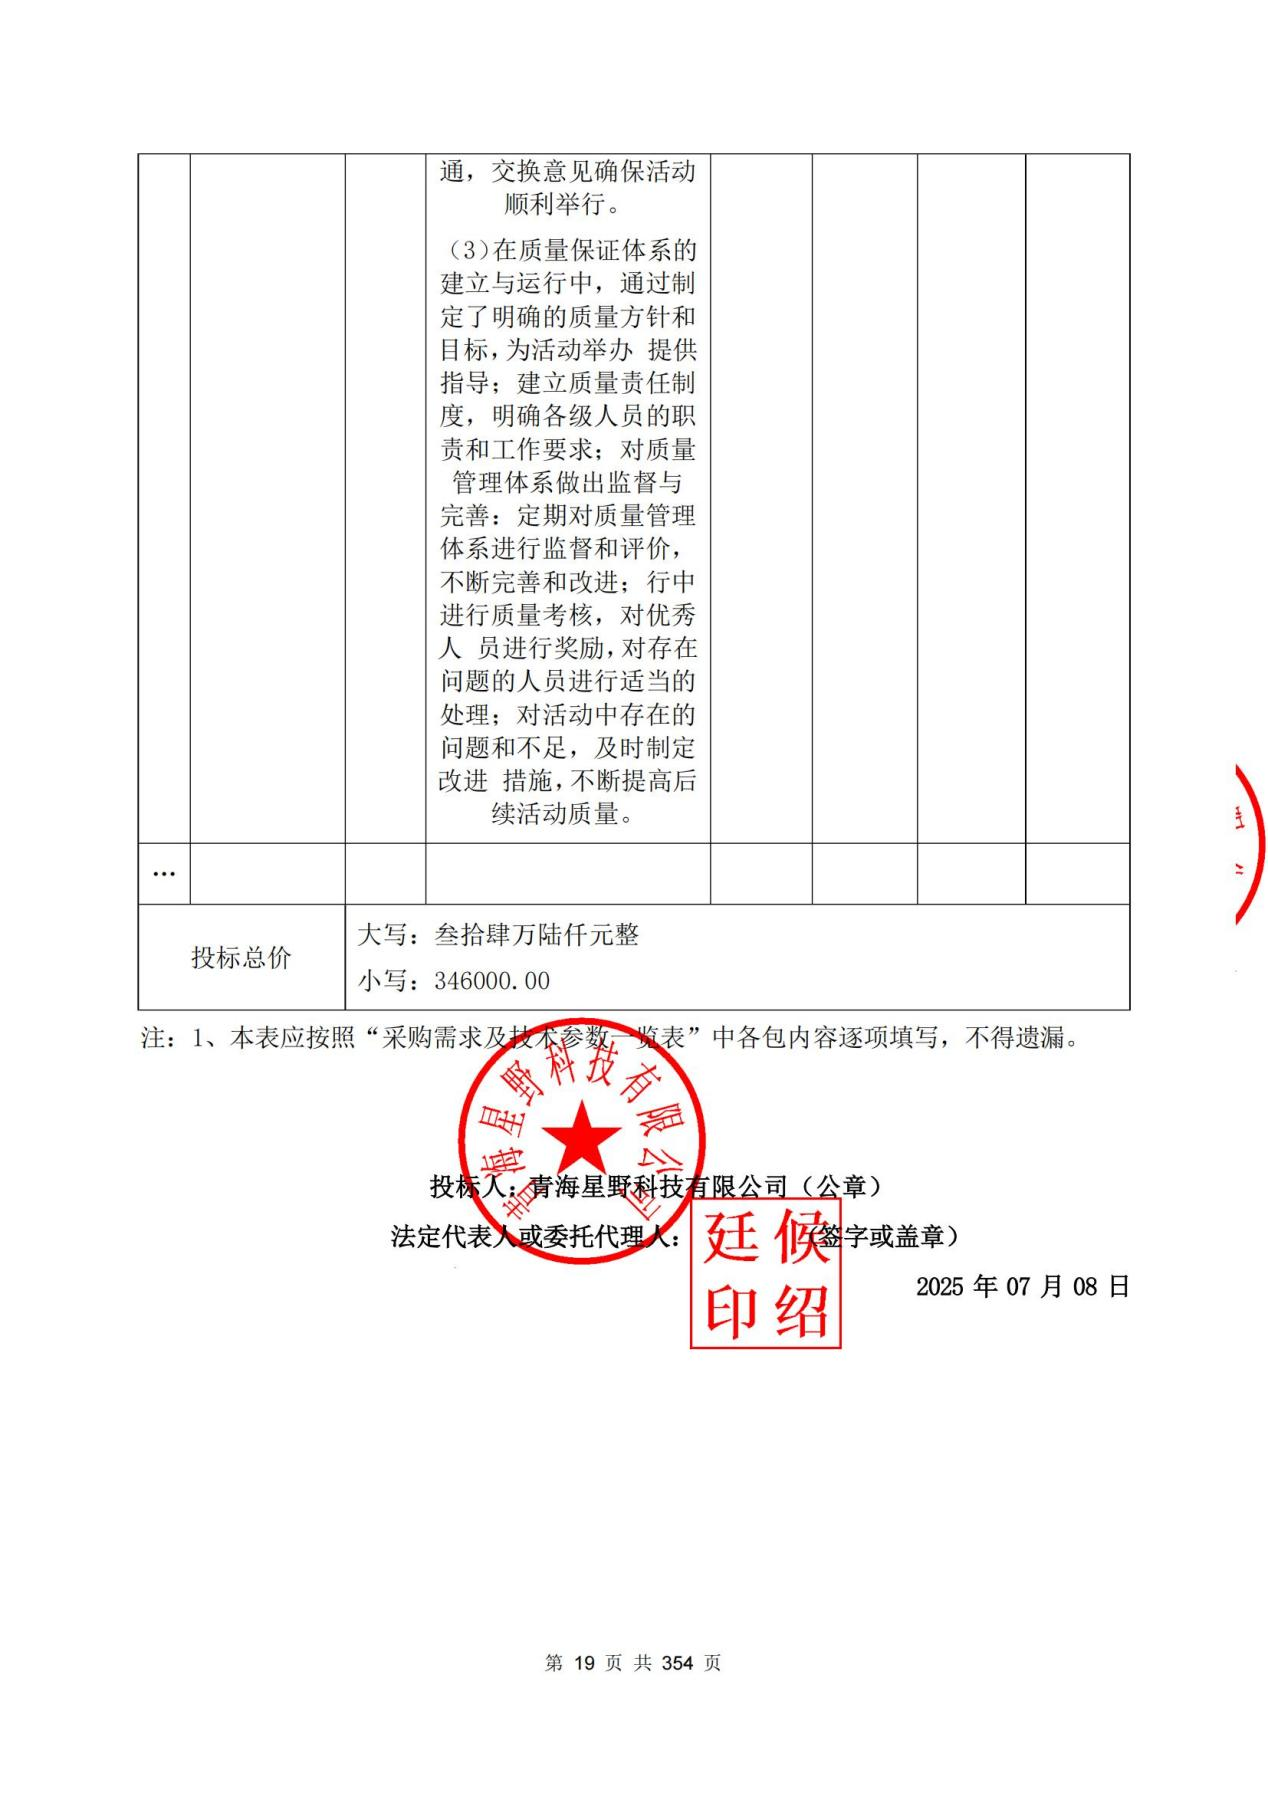 通，交换意见确保活动
顺利举行。
（3）在质量保证体系的
建立与运行中，通过制
定了明确的质量方针和
目标，为活动举办 提供
指导；建立质量责任制
度，明确各级人员的职
责和工作要求；对质量
管理体系做出监督与
完善：定期对质量管理
体系进行监督和评价，
不断完善和改进；行中
进行质量考核，对优秀
人 员进行奖励，对存在
问题的人员进行适当的
处理；对活动中存在的
问题和不足，及时制定
改进 措施，不断提高后
续活动质量。
…
投标总价
大写：叁拾肆万陆仟元整
小写：346000.00
注：1、本表应按照“采购需求及技术参数一览表”中各包内容逐项填写，不得遗漏。
青海星野科技有限公司
投标人：青海星野科技有限公司（公章）
法定代表人或委托代理人：（签字或盖章）
候绍
廷印
2025 年 07 月 08 日
第 19 页 共 354 页